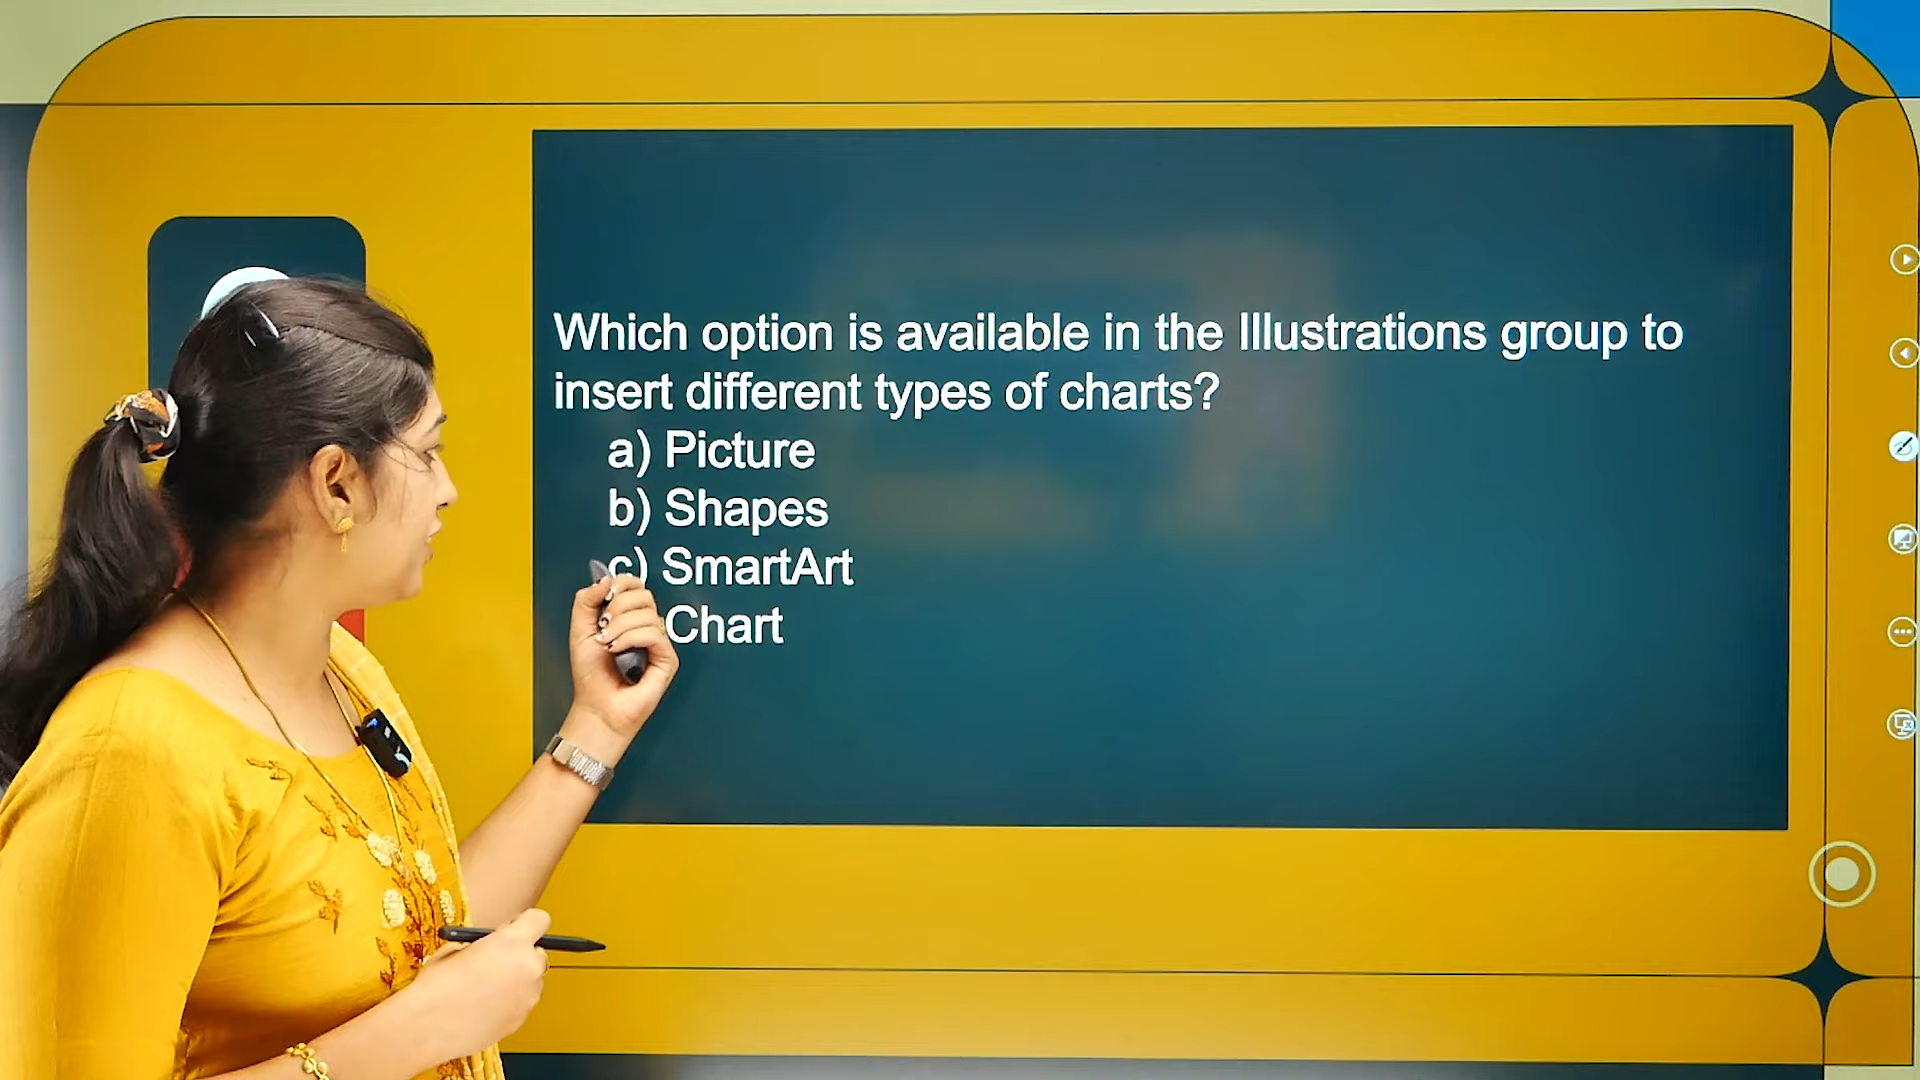 Which option is available in the Illustrations group to
insert different types of charts?
a) Picture
b) Shapes
c) SmartArt
Chart